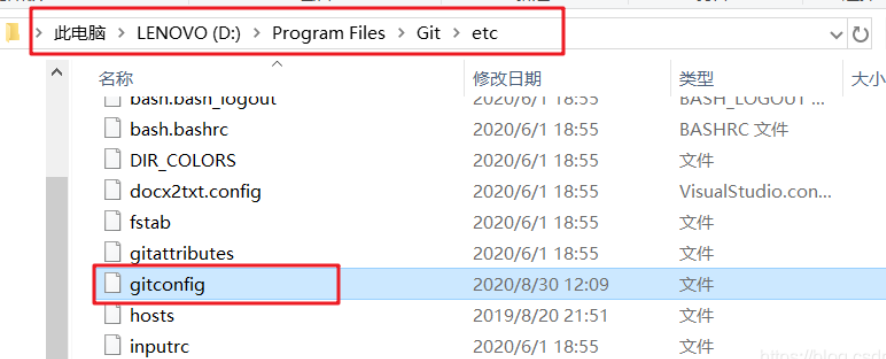 此电脑 > LENOVO (D:) > Program Files > Git > etc
名称 修改日期 类型 大小
bash.bash_logout 2020/6/1 18:55 BASH_LOGOUT ...
bash.bashrc 2020/6/1 18:55 BASHRC 文件
DIR_COLORS 2020/6/1 18:55 文件
docx2txt.config 2020/6/1 18:55 VisualStudio.con...
fstab 2020/6/1 18:55 文件
gitattributes 2020/6/1 18:55 文件
gitconfig 2020/8/30 12:09 文件
hosts 2019/8/20 21:51 文件
inputrc 2020/6/1 18:55 文件
https://blog.csd